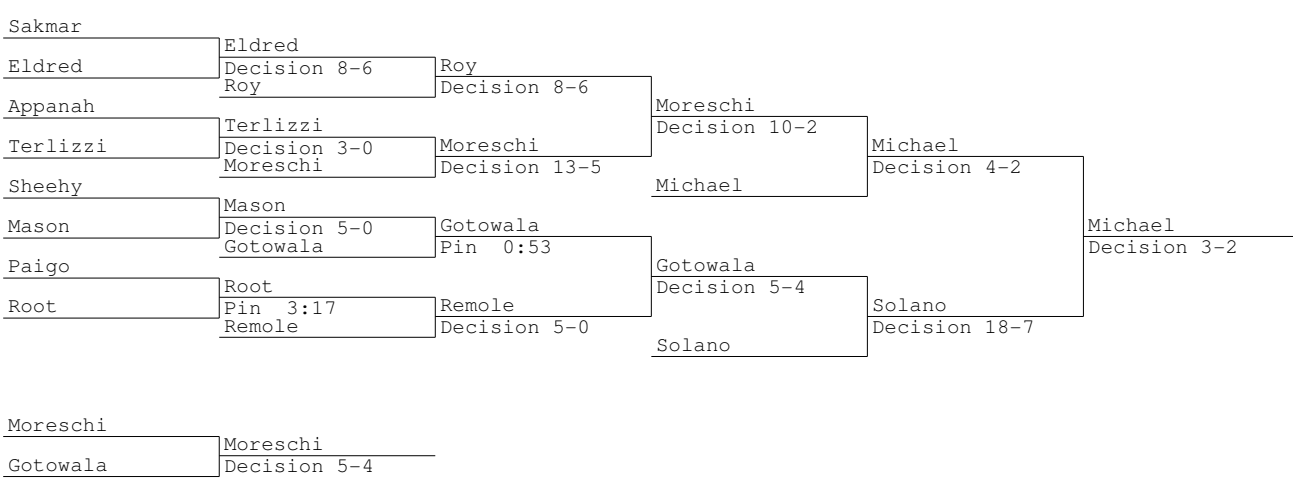 Sakmar
Eldred
Eldred
Decision 8-6
Roy
Roy
Decision 8-6
Appanah
Terlizzi
Terlizzi
Decision 3-0
Moreschi
Moreschi
Decision 13-5
Moreschi
Decision 10-2
Michael
Michael
Decision 4-2
Sheehy
Mason
Mason
Decision 5-0
Gotowala
Gotowala
Pin 0:53
Paigo
Root
Root
Pin 3:17
Remole
Remole
Decision 5-0
Gotowala
Decision 5-4
Solano
Solano
Decision 18-7
Michael
Decision 3-2
Moreschi
Gotowala
Moreschi
Decision 5-4